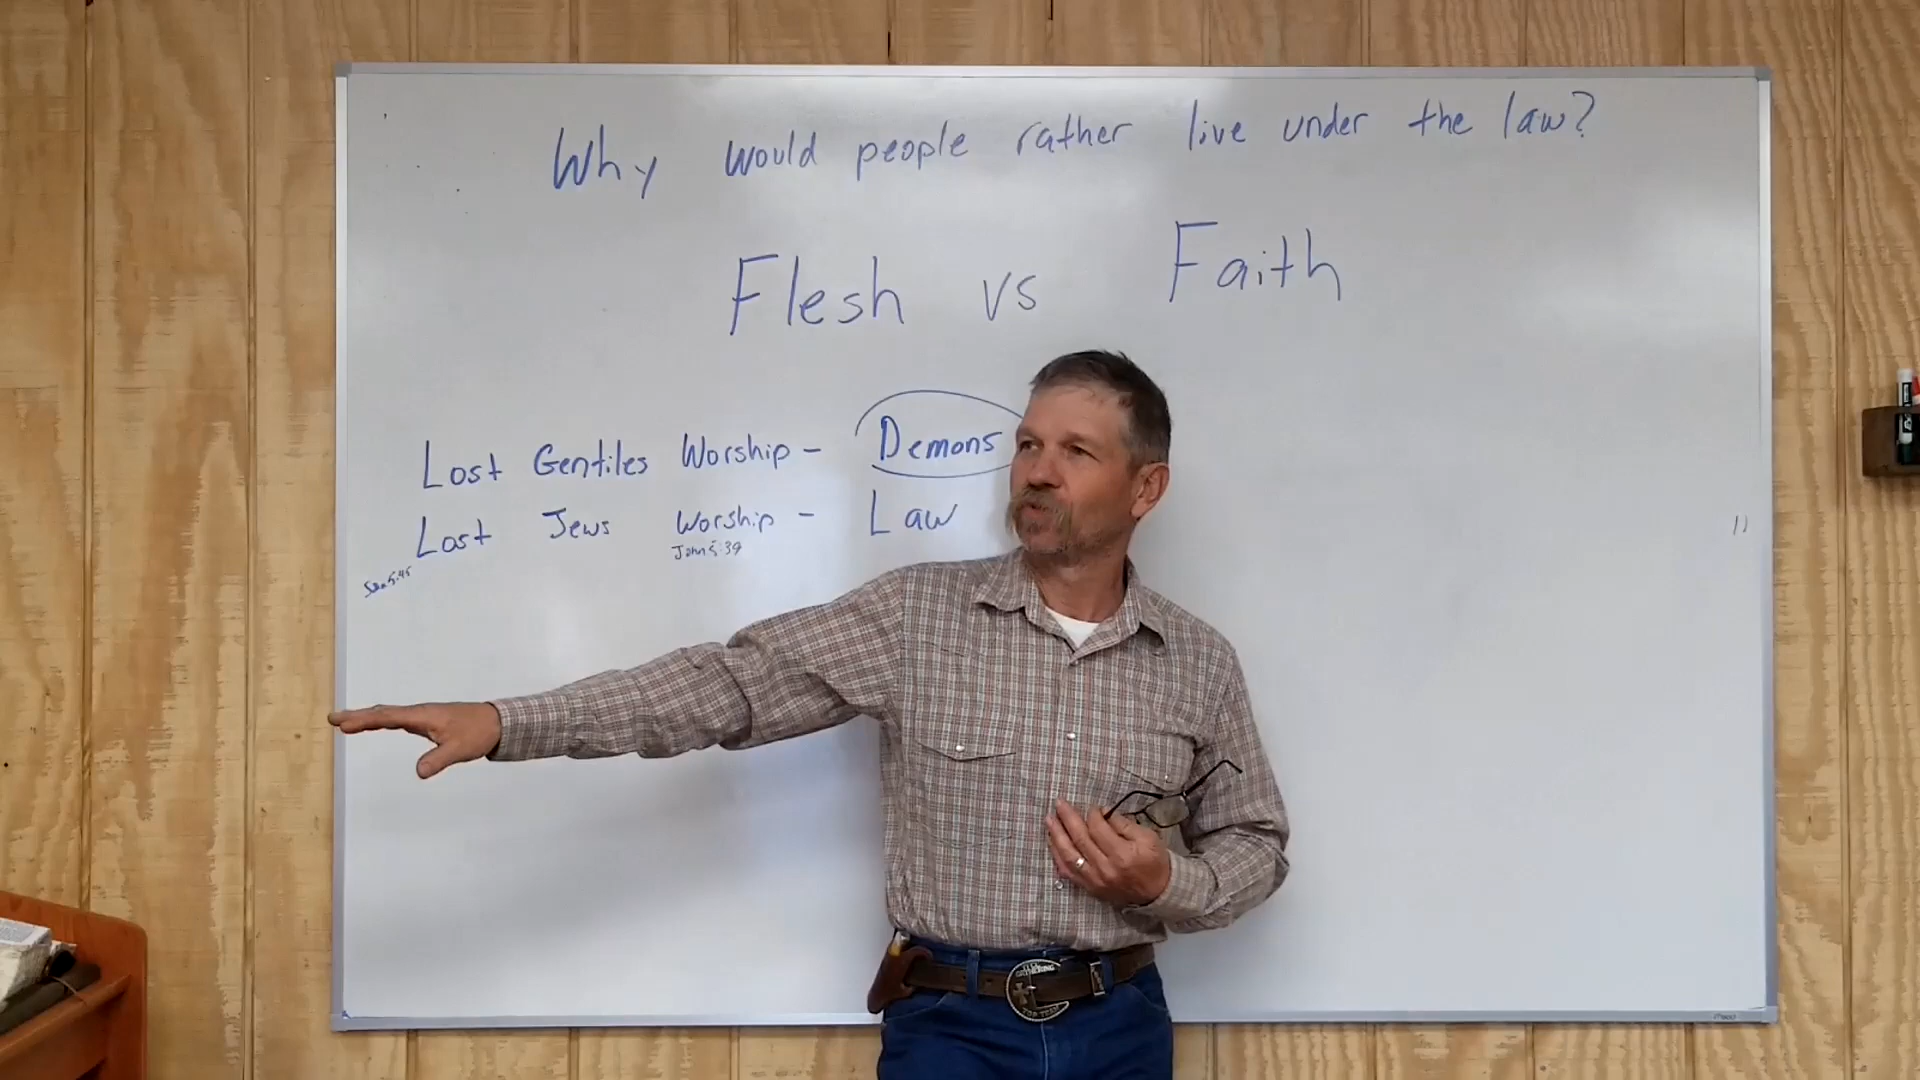 Why would people rather live under the law?
Flesh vs Faith
Lost Gentiles Worship - Demons
Lost Jews Worship - Law
John 5:39